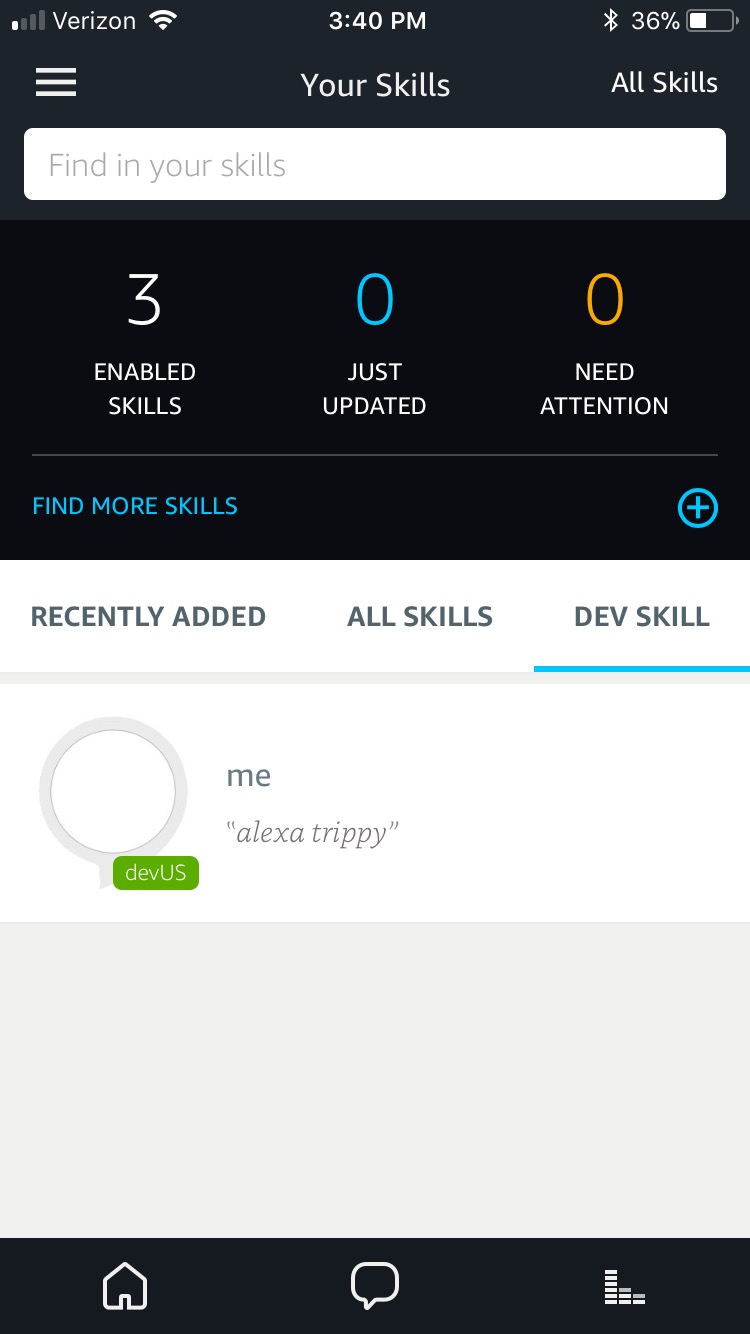 Verizon 3:40 PM 36%
Your Skills All Skills
Find in your skills
3 0 0
ENABLED JUST NEED
SKILLS UPDATED ATTENTION
FIND MORE SKILLS
RECENTLY ADDED ALL SKILLS DEV SKILL
me
“alexa trippy”
devUS